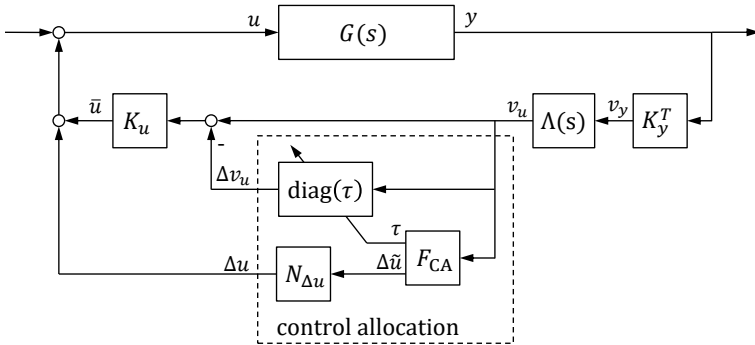 u
G(s)
y
ū
K_u
v_u
Λ(s)
v_y
K_y^T
-
Δv_u
diag(τ)
τ
F_CA
Δu
N_Δu
Δũ
control allocation